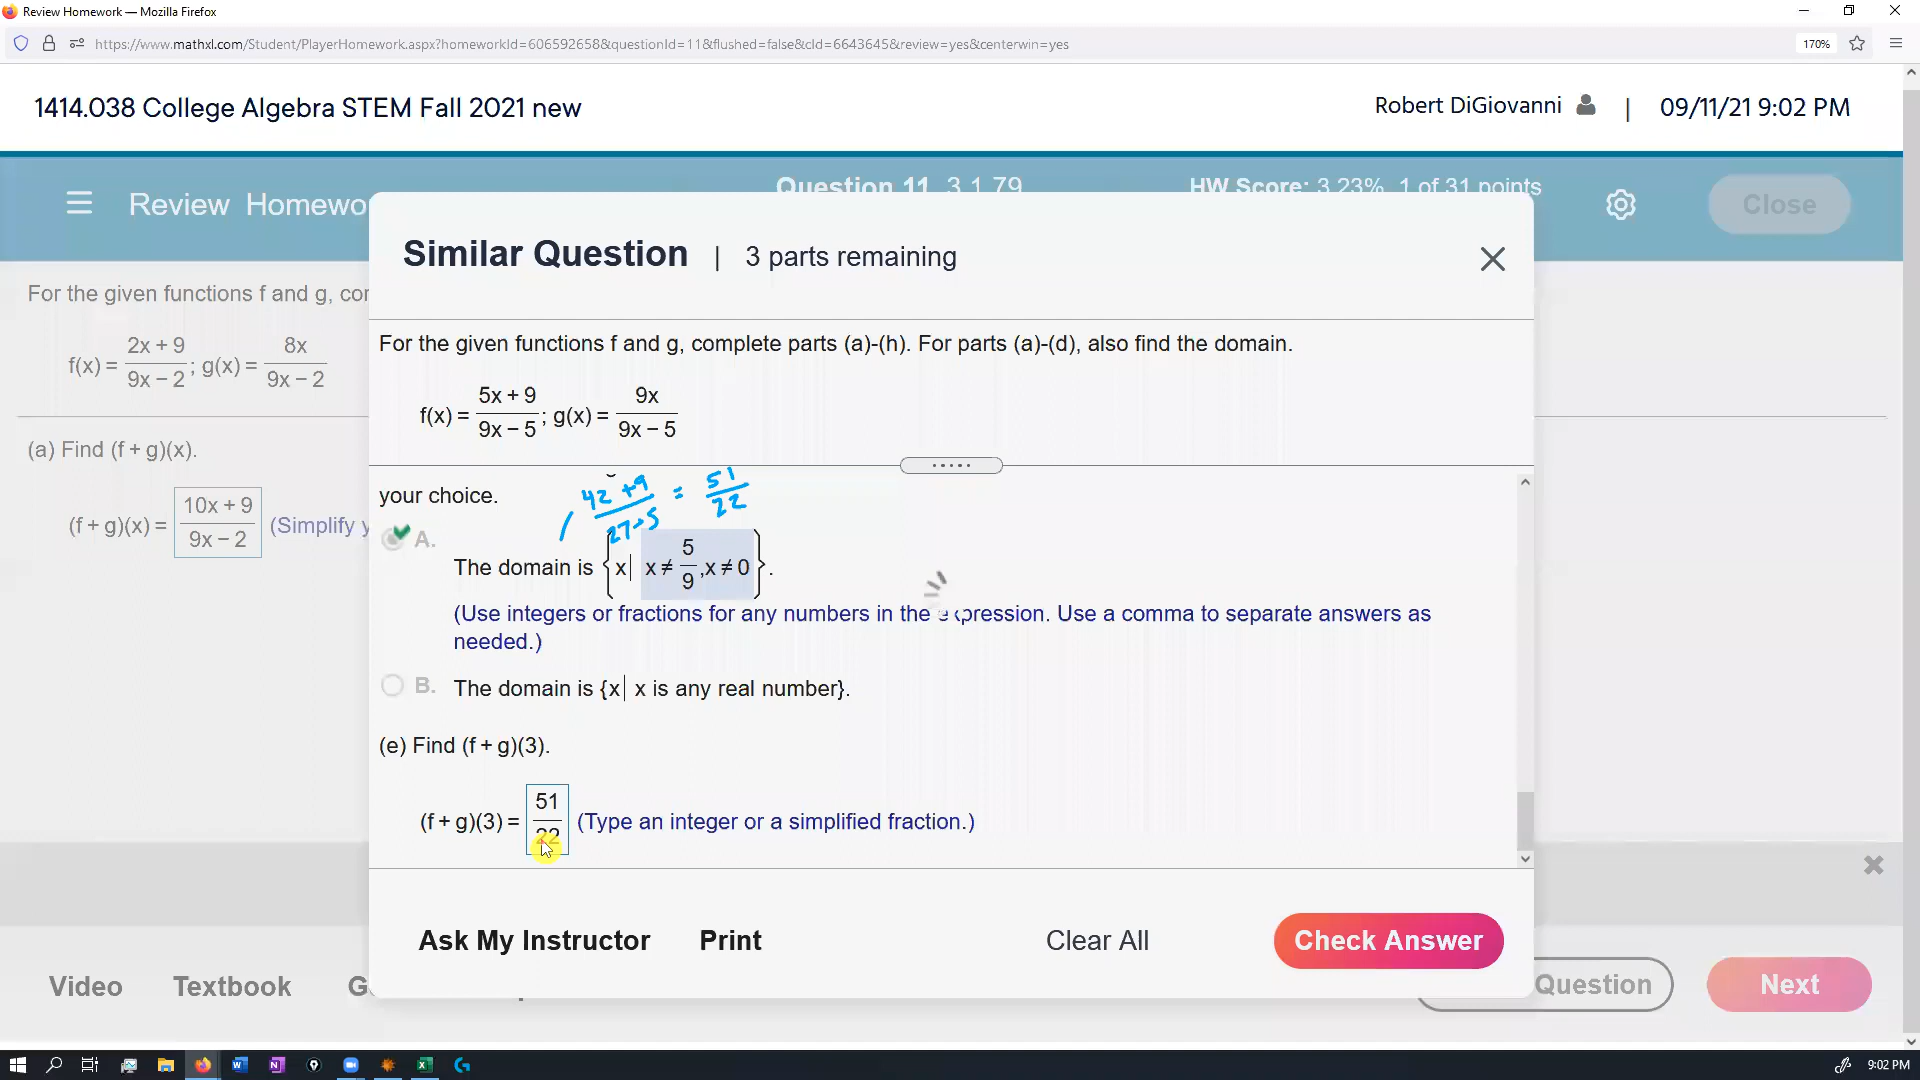 Review Homework — Mozilla Firefox
https://www.mathxl.com/Student/PlayerHomework.aspx?homeworkId=606592658&questionId=11&flushed=false&cId=6643645&review=yes&centerwin=yes
170%
1414.038 College Algebra STEM Fall 2021 new
Robert DiGiovanni | 09/11/21 9:02 PM
Review Homewo
Question 11, 3.1.79
HW Score: 3.23%, 1 of 31 points
Close
Similar Question | 3 parts remaining
For the given functions f and g, cor
f(x) = (2x + 9)/(9x − 2); g(x) = 8x/(9x − 2)
(a) Find (f + g)(x).
(f + g)(x) = (10x + 9)/(9x − 2) (Simplify y
For the given functions f and g, complete parts (a)-(h). For parts (a)-(d), also find the domain.
f(x) = (5x + 9)/(9x − 5); g(x) = 9x/(9x − 5)
your choice.
(42 + 9)/(27 - 5) = 51/22
A.
The domain is {x| x ≠ 5/9, x ≠ 0}.
(Use integers or fractions for any numbers in the expression. Use a comma to separate answers as
needed.)
B. The domain is {x| x is any real number}.
(e) Find (f + g)(3).
(f + g)(3) = 51/22 (Type an integer or a simplified fraction.)
Ask My Instructor
Print
Clear All
Check Answer
Video
Textbook
Question
Next
9:02 PM